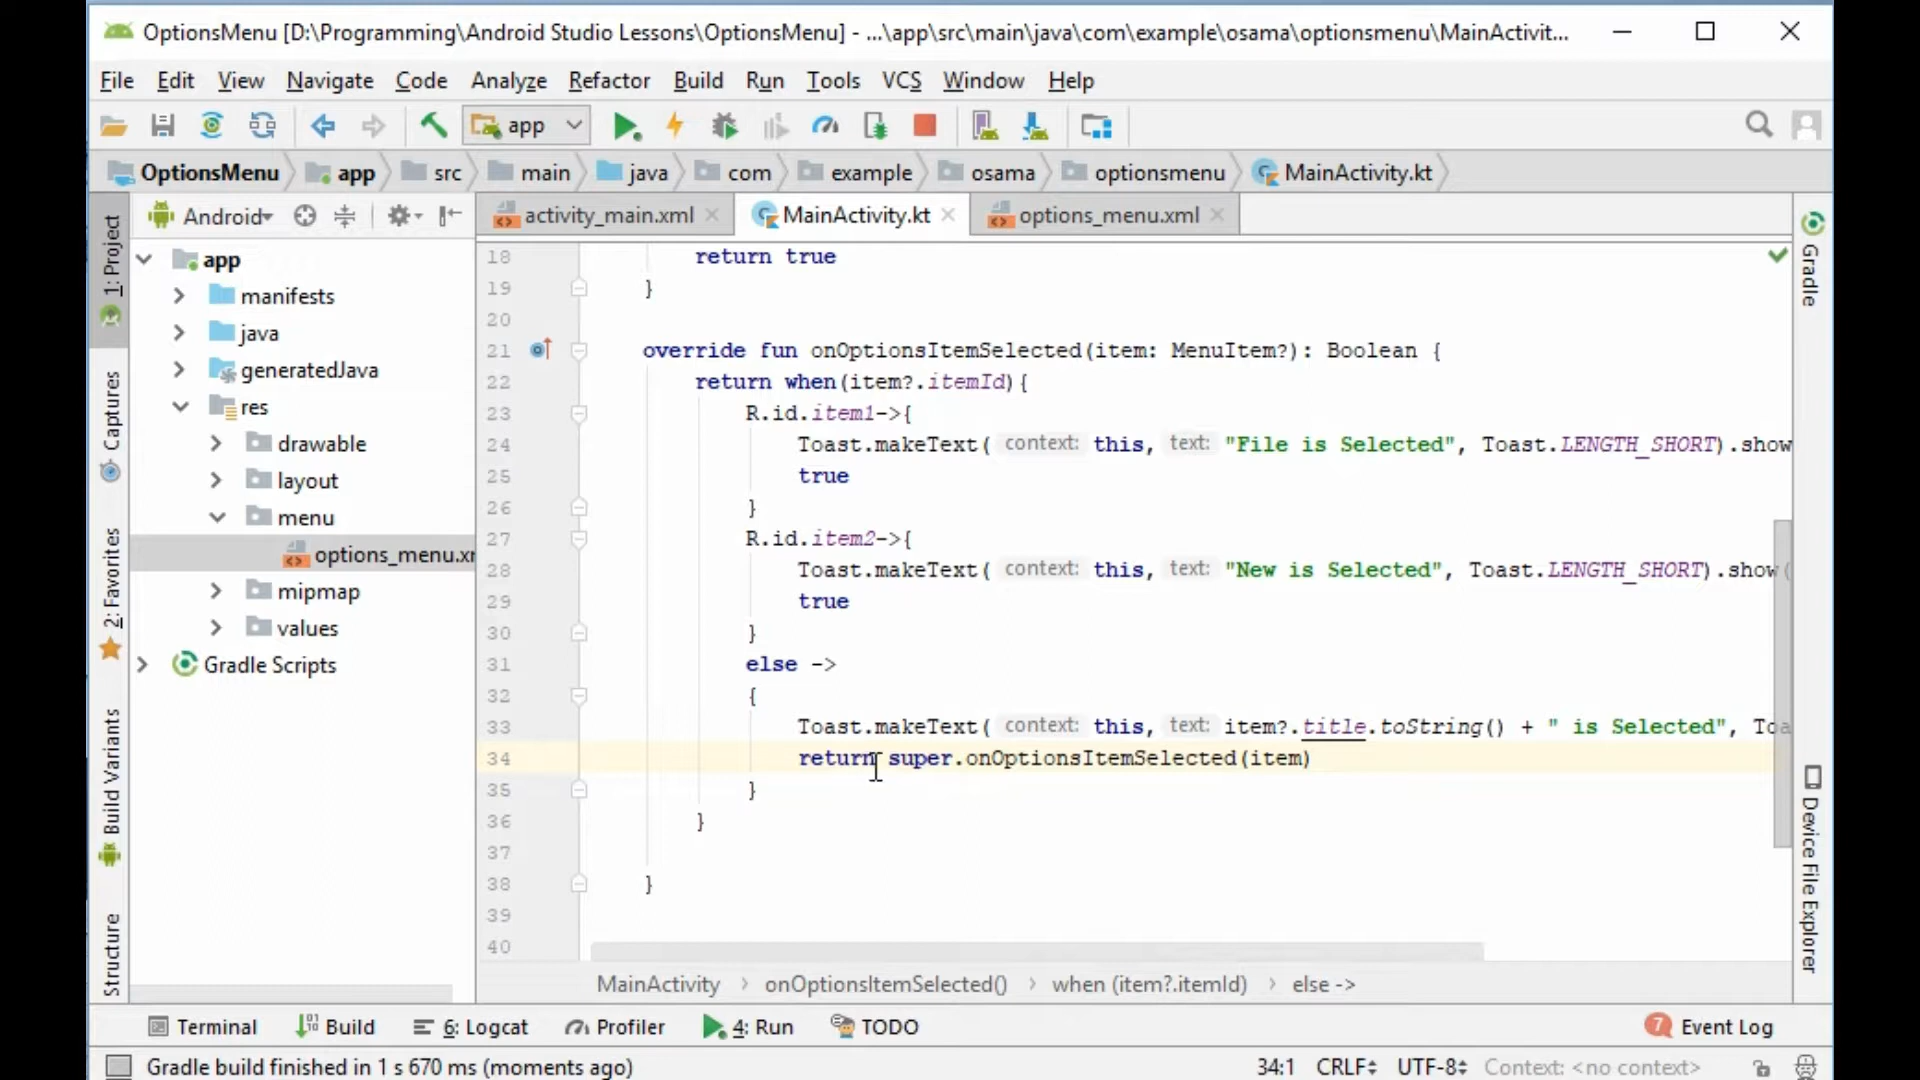 OptionsMenu [D:\Programming\Android Studio Lessons\OptionsMenu] - ...\app\src\main\java\com\example\osama\optionsmenu\MainActivit...
File Edit View Navigate Code Analyze Refactor Build Run Tools VCS Window Help
app
OptionsMenu app src main java com example osama optionsmenu MainActivity.kt
Android
activity_main.xml MainActivity.kt options_menu.xml
1: Project
Captures
2: Favorites
Build Variants
Structure
app
manifests
java
generatedJava
res
drawable
layout
menu
options_menu.x
mipmap
values
Gradle Scripts
18 return true
19 }
20
21 override fun onOptionsItemSelected(item: MenuItem?): Boolean {
22 return when(item?.itemId){
23 R.id.item1->{
24 Toast.makeText( context: this, text: "File is Selected", Toast.LENGTH_SHORT).show
25 true
26 }
27 R.id.item2->{
28 Toast.makeText( context: this, text: "New is Selected", Toast.LENGTH_SHORT).show(
29 true
30 }
31 else ->
32 {
33 Toast.makeText( context: this, text: item?.title.toString() + " is Selected", Toa
34 return super.onOptionsItemSelected(item)
35 }
36 }
37
38 }
39
40
MainActivity › onOptionsItemSelected() › when (item?.itemId) › else ->
Gradle
Device File Explorer
Terminal Build 6: Logcat Profiler 4: Run TODO 7 Event Log
Gradle build finished in 1 s 670 ms (moments ago) 34:1 CRLF UTF-8 Context: <no context>